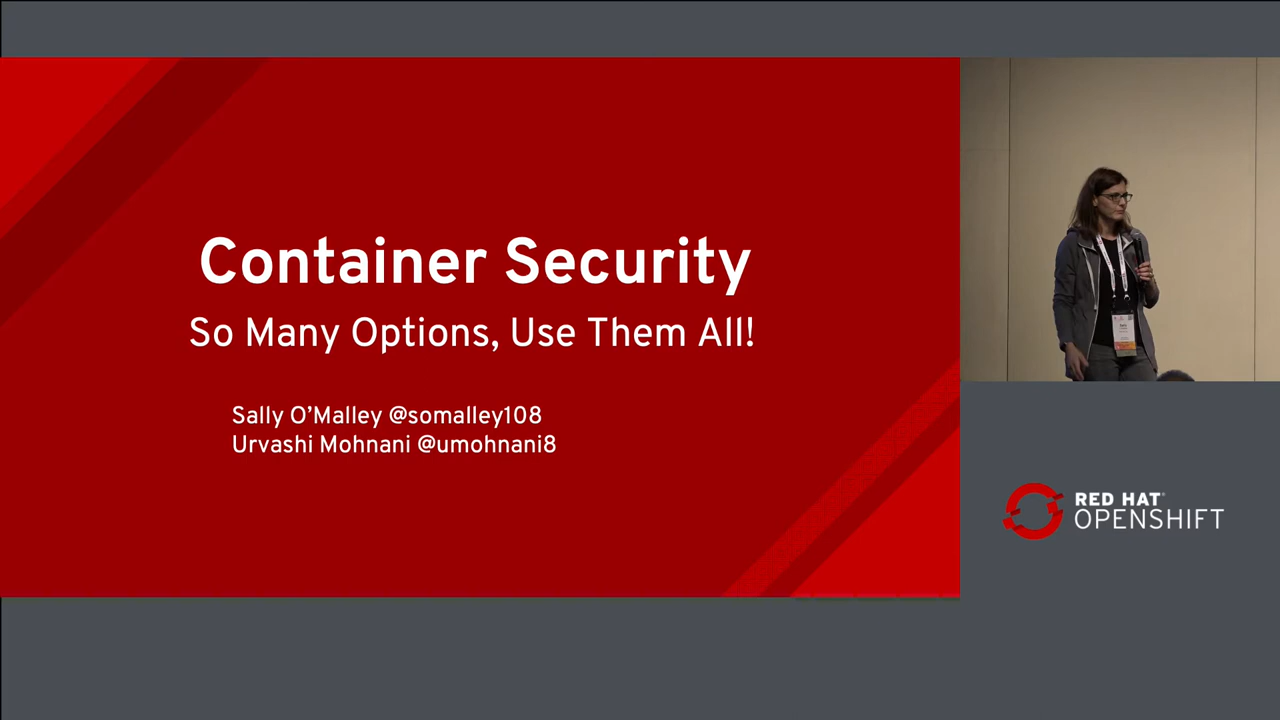 Container Security
So Many Options, Use Them All!
Sally O'Malley @somalley108
Urvashi Mohnani @umohnani8
RED HAT®
OPENSHIFT